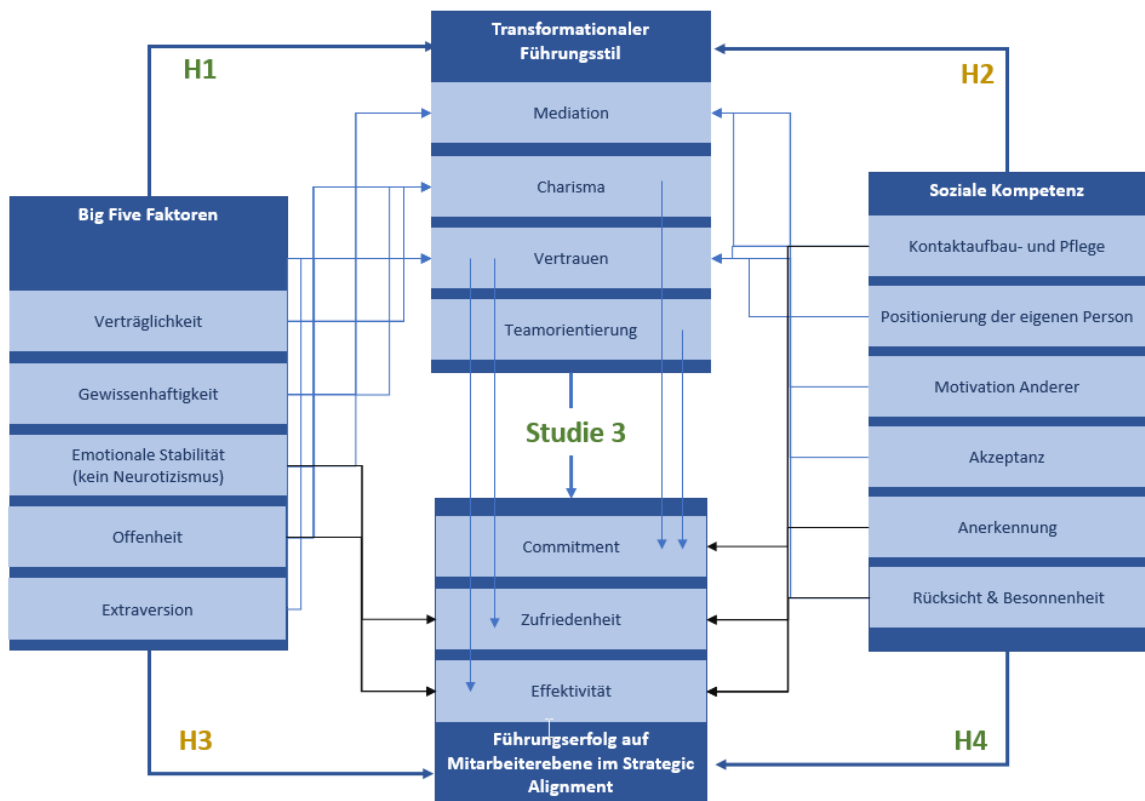 Transformationaler
Führungsstil
H1
H2
Mediation
Charisma
Vertrauen
Teamorientierung
Big Five Faktoren
Verträglichkeit
Gewissenhaftigkeit
Emotionale Stabilität
(kein Neurotizismus)
Offenheit
Extraversion
Soziale Kompetenz
Kontaktaufbau- und Pflege
Positionierung der eigenen Person
Motivation Anderer
Akzeptanz
Anerkennung
Rücksicht & Besonnenheit
Studie 3
Commitment
Zufriedenheit
Effektivität
Führungserfolg auf
Mitarbeiterebene im Strategic
Alignment
H3
H4